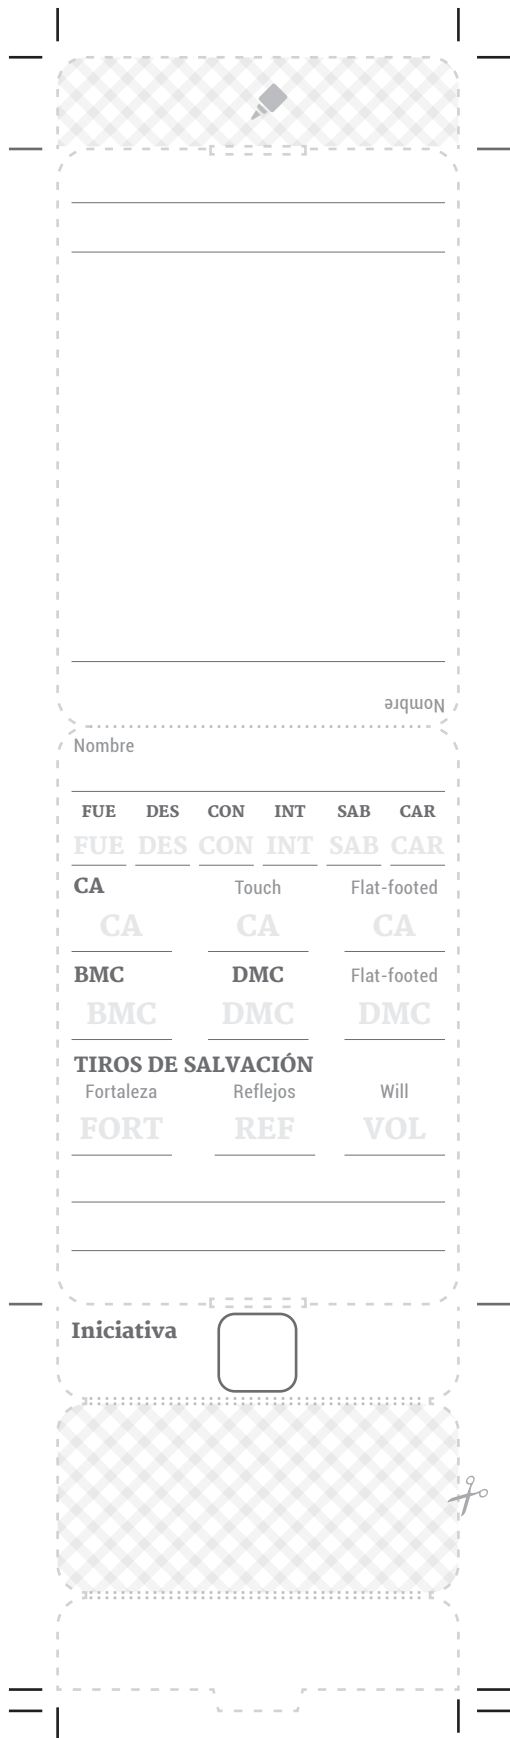 Nombre
Nombre
FUE DES CON INT SAB CAR
FUE DES CON INT SAB CAR
CA Touch Flat-footed
CA CA CA
BMC DMC Flat-footed
BMC DMC DMC
TIROS DE SALVACIÓN
Fortaleza Reflejos Will
FORT REF VOL
Iniciativa